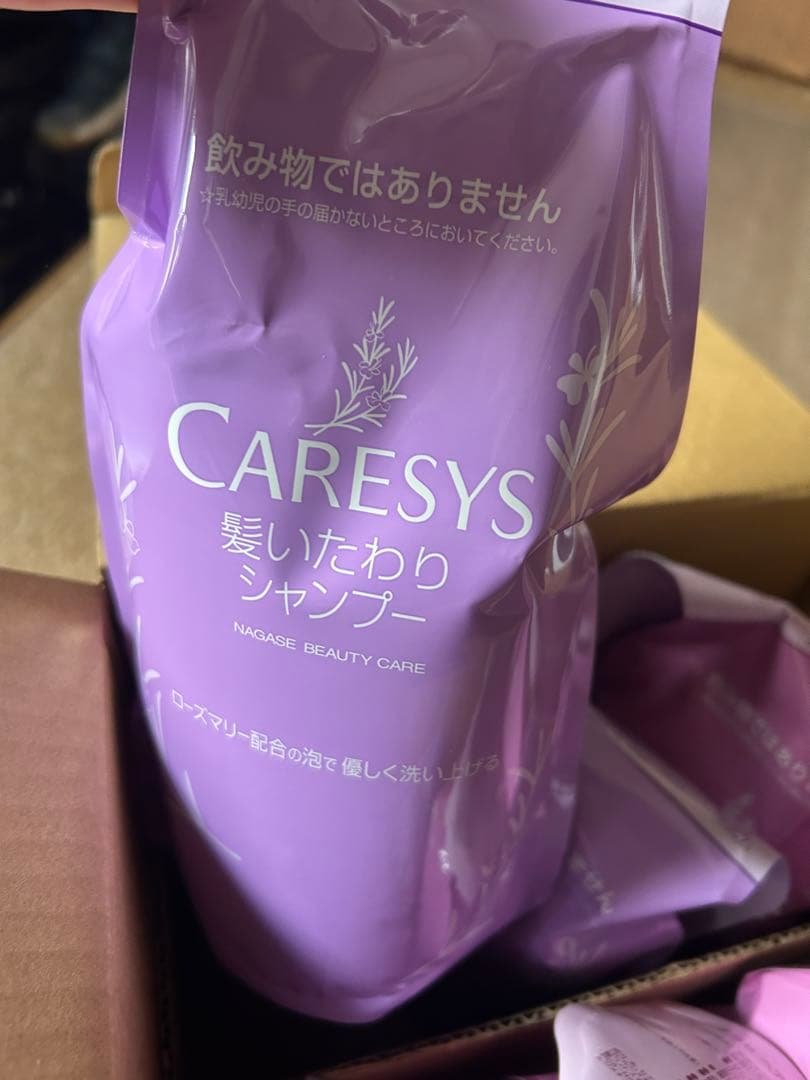 飲み物ではありません
☆乳幼児の手の届かないところにおいてください。
CARESYS
髪いたわり
シャンプー
NAGASE BEAUTY CARE
ローズマリー配合の泡で優しく洗い上げる